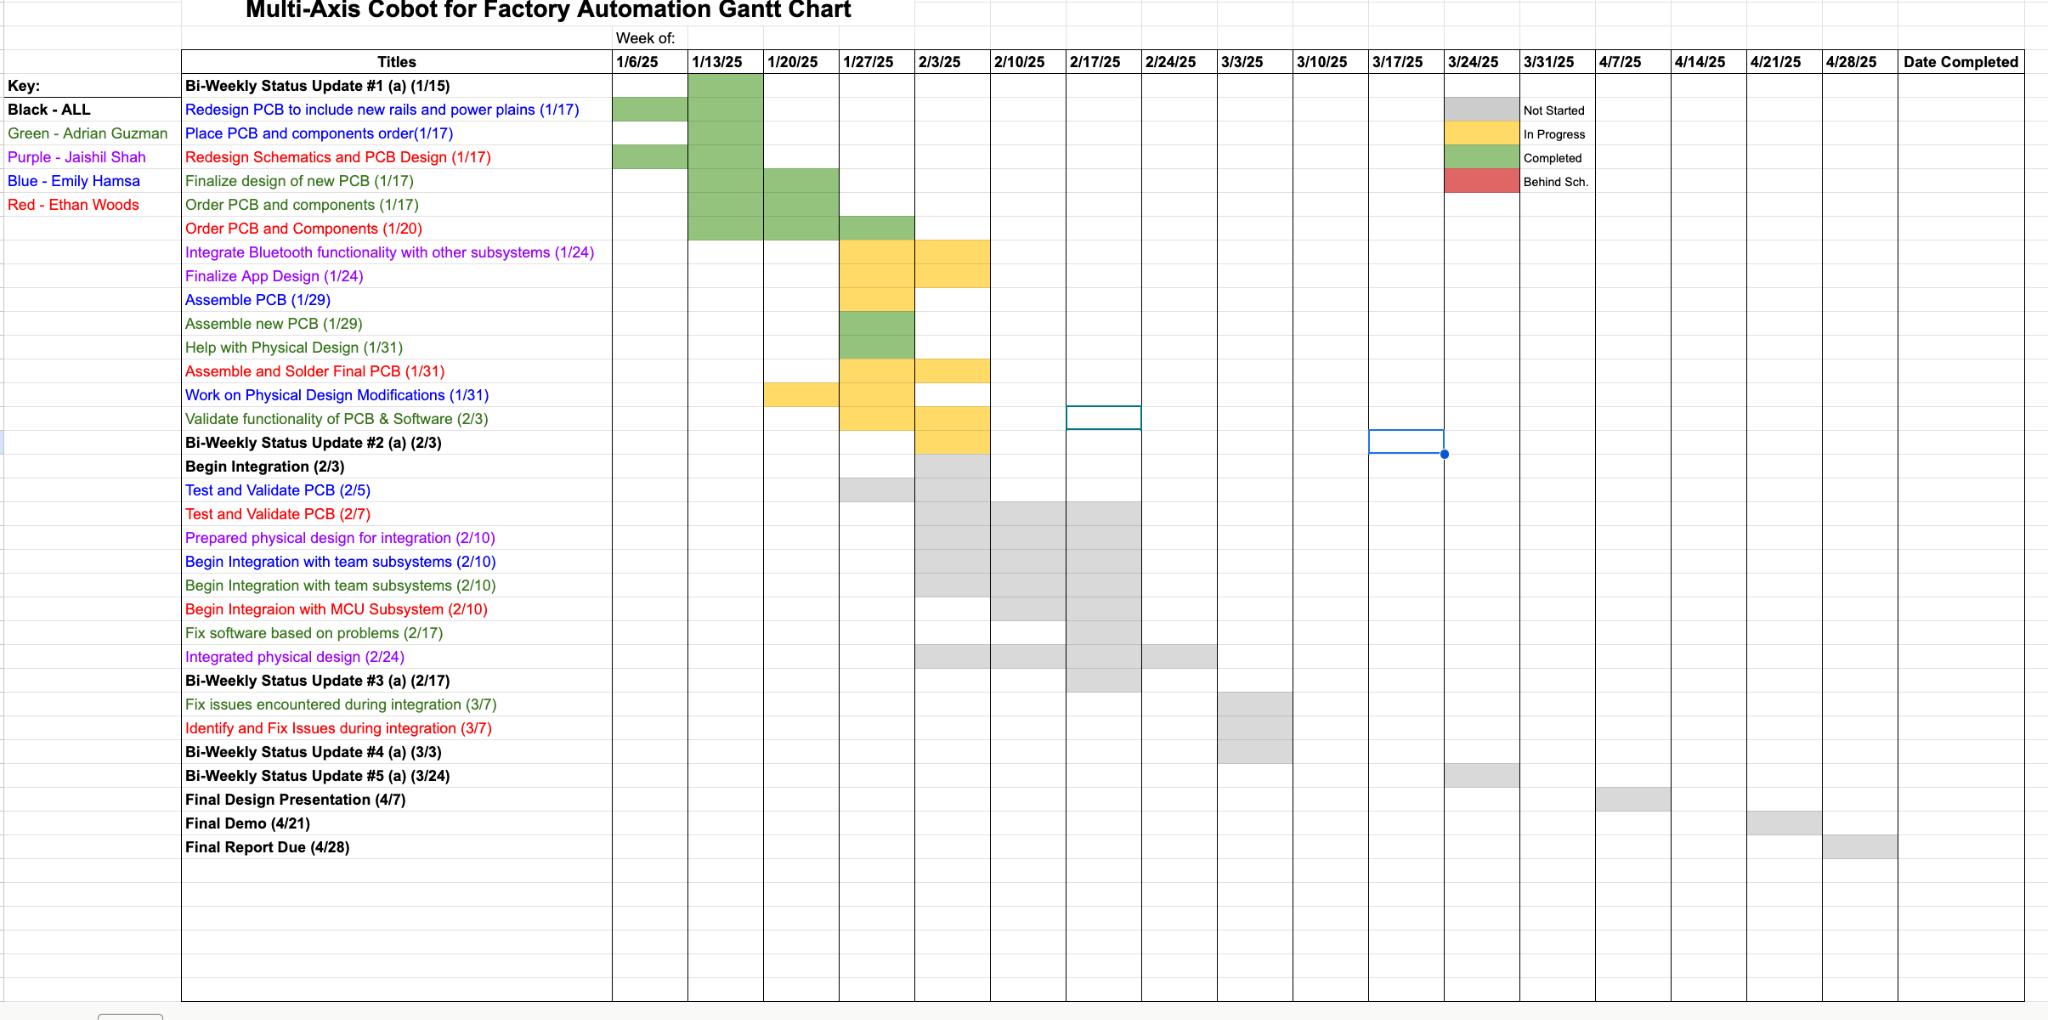 Multi-Axis Cobot for Factory Automation Gantt Chart
Week of:
Titles 1/6/25 1/13/25 1/20/25 1/27/25 2/3/25 2/10/25 2/17/25 2/24/25 3/3/25 3/10/25 3/17/25 3/24/25 3/31/25 4/7/25 4/14/25 4/21/25 4/28/25 Date Completed
Key: Bi-Weekly Status Update #1 (a) (1/15)
Black - ALL Redesign PCB to include new rails and power plains (1/17) Not Started
Green - Adrian Guzman Place PCB and components order(1/17) In Progress
Purple - Jaishil Shah Redesign Schematics and PCB Design (1/17) Completed
Blue - Emily Hamsa Finalize design of new PCB (1/17) Behind Sch.
Red - Ethan Woods Order PCB and components (1/17)
Order PCB and Components (1/20)
Integrate Bluetooth functionality with other subsystems (1/24)
Finalize App Design (1/24)
Assemble PCB (1/29)
Assemble new PCB (1/29)
Help with Physical Design (1/31)
Assemble and Solder Final PCB (1/31)
Work on Physical Design Modifications (1/31)
Validate functionality of PCB & Software (2/3)
Bi-Weekly Status Update #2 (a) (2/3)
Begin Integration (2/3)
Test and Validate PCB (2/5)
Test and Validate PCB (2/7)
Prepared physical design for integration (2/10)
Begin Integration with team subsystems (2/10)
Begin Integration with team subsystems (2/10)
Begin Integraion with MCU Subsystem (2/10)
Fix software based on problems (2/17)
Integrated physical design (2/24)
Bi-Weekly Status Update #3 (a) (2/17)
Fix issues encountered during integration (3/7)
Identify and Fix Issues during integration (3/7)
Bi-Weekly Status Update #4 (a) (3/3)
Bi-Weekly Status Update #5 (a) (3/24)
Final Design Presentation (4/7)
Final Demo (4/21)
Final Report Due (4/28)